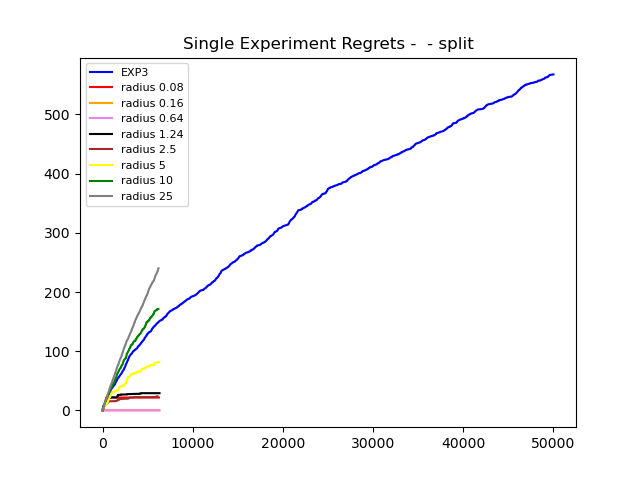 Single Experiment Regrets -  - split
EXP3
radius 0.08
radius 0.16
radius 0.64
radius 1.24
radius 2.5
radius 5
radius 10
radius 25
500
400
300
200
100
0
0 10000 20000 30000 40000 50000